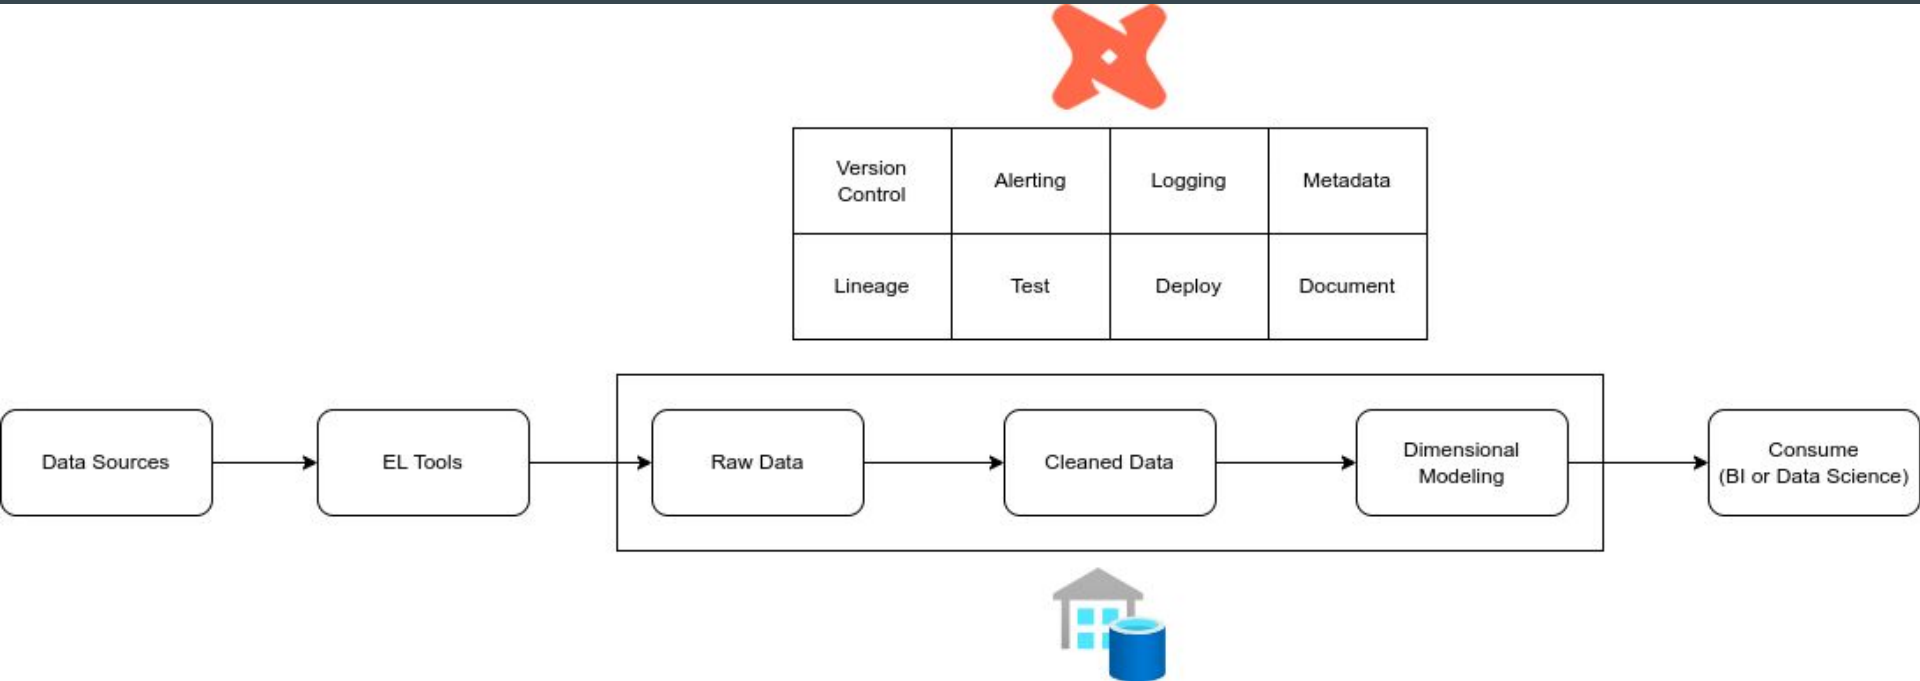 Version
Control
Alerting
Logging
Metadata
Lineage
Test
Deploy
Document
Data Sources
EL Tools
Raw Data
Cleaned Data
Dimensional
Modeling
Consume
(BI or Data Science)